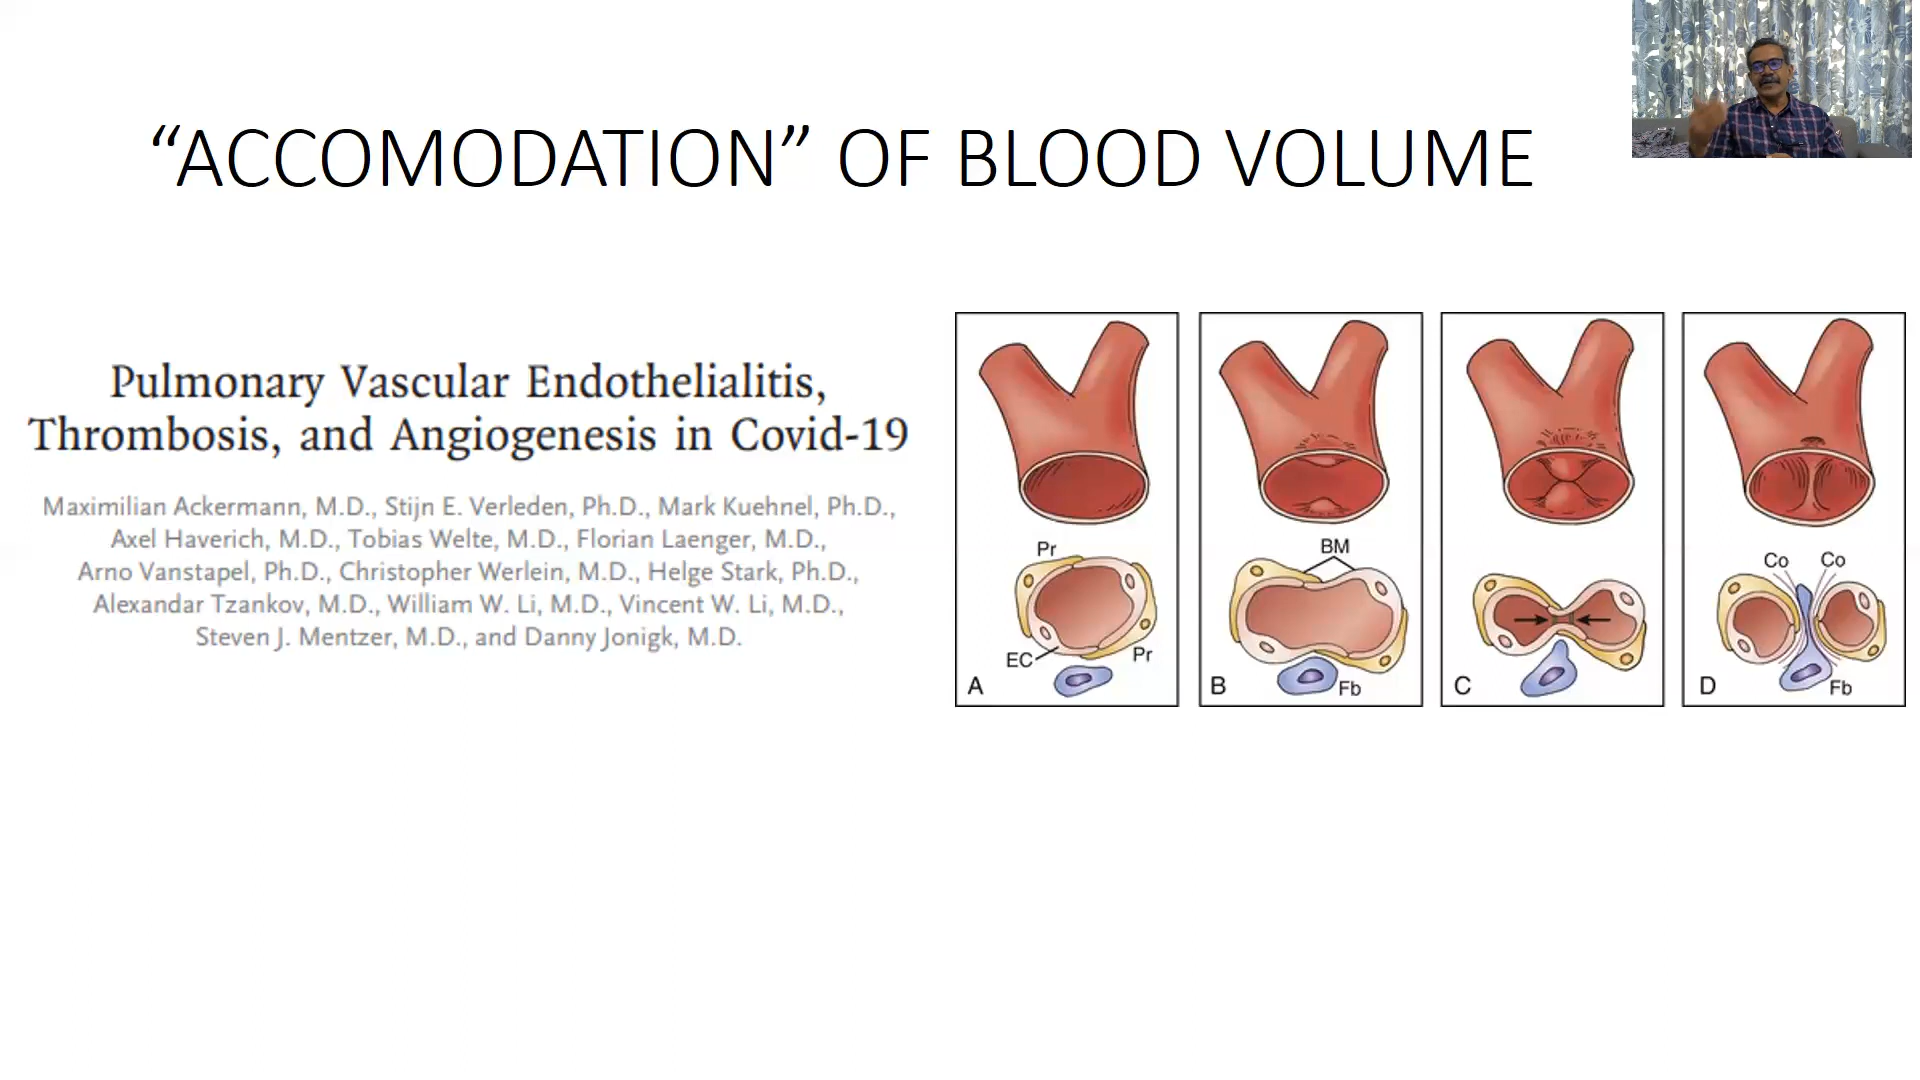 “ACCOMODATION” OF BLOOD VOLUME
Pulmonary Vascular Endothelialitis,
Thrombosis, and Angiogenesis in Covid-19
Maximilian Ackermann, M.D., Stijn E. Verleden, Ph.D., Mark Kuehnel, Ph.D.,
Axel Haverich, M.D., Tobias Welte, M.D., Florian Laenger, M.D.,
Arno Vanstapel, Ph.D., Christopher Werlein, M.D., Helge Stark, Ph.D.,
Alexandar Tzankov, M.D., William W. Li, M.D., Vincent W. Li, M.D.,
Steven J. Mentzer, M.D., and Danny Jonigk, M.D.
Pr
EC
Pr
A
BM
B
Fb
C
Co
Co
D
Fb